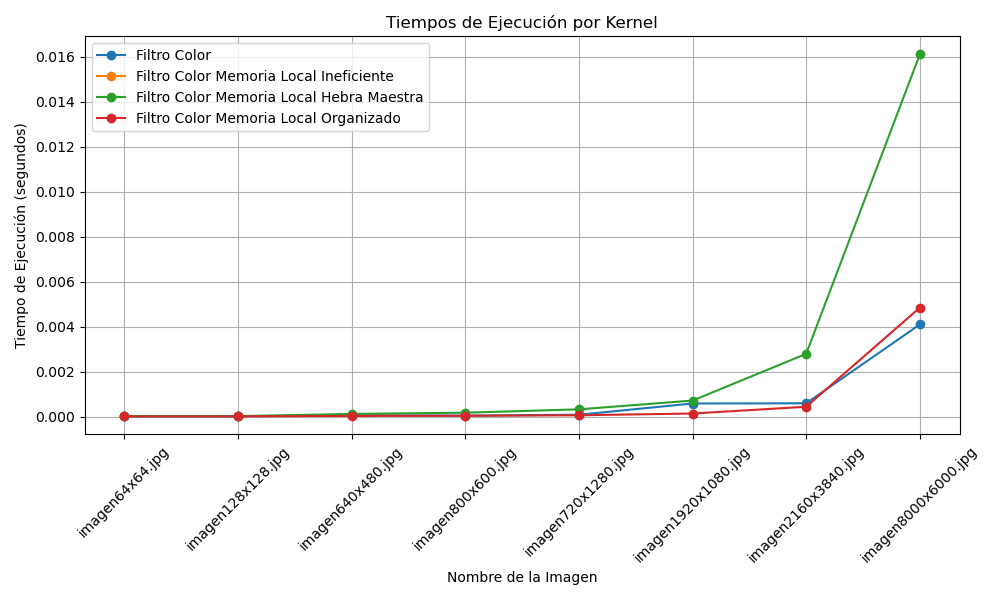 Tiempos de Ejecución por Kernel
Filtro Color
Filtro Color Memoria Local Ineficiente
Filtro Color Memoria Local Hebra Maestra
Filtro Color Memoria Local Organizado
Tiempo de Ejecución (segundos)
0.016
0.014
0.012
0.010
0.008
0.006
0.004
0.002
0.000
imagen64x64.jpg
imagen128x128.jpg
imagen640x480.jpg
imagen800x600.jpg
imagen720x1280.jpg
imagen1920x1080.jpg
imagen2160x3840.jpg
imagen8000x6000.jpg
Nombre de la Imagen